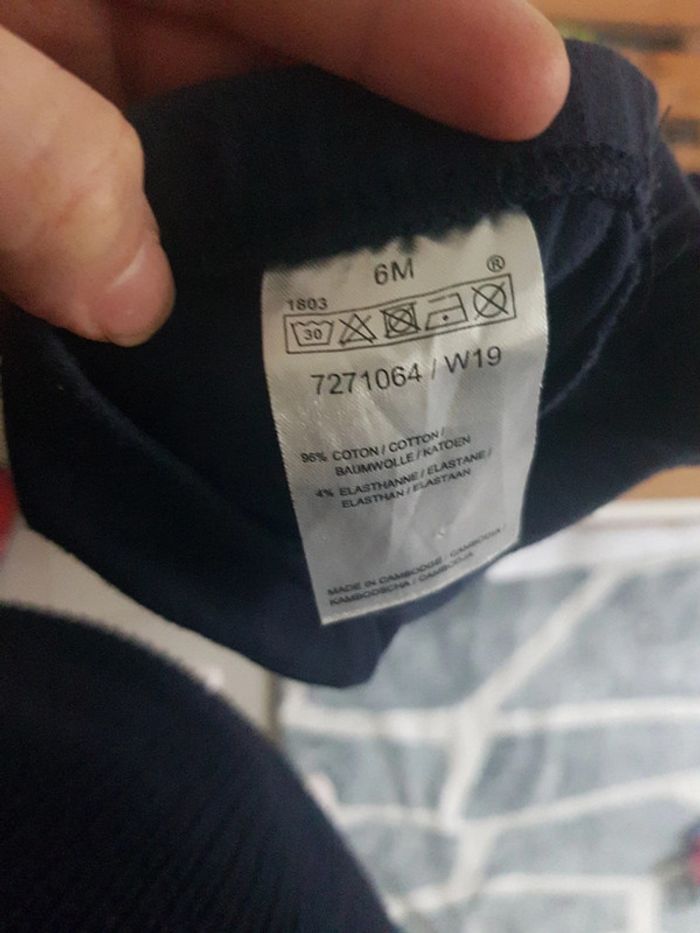 6M
®
1803
30
7271064 / W19
96% COTON / COTTON /
BAUMWOLLE / KATOEN
4% ELASTHANNE / ELASTANE /
ELASTHAN / ELASTAAN
MADE IN CAMBODGE / CAMBODIA /
KAMBODSCHA / CAMBODJA